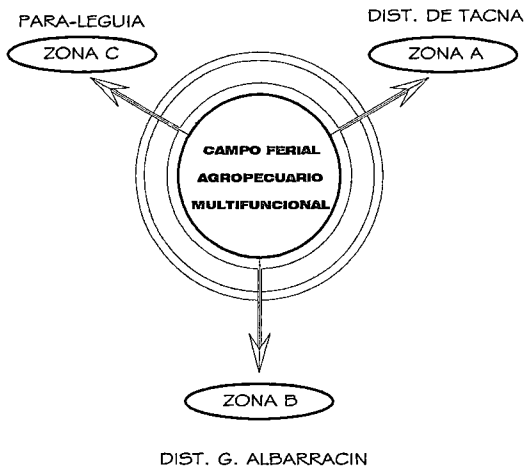 PARA-LEGUIA
ZONA C
DIST. DE TACNA
ZONA A
CAMPO FERIAL
AGROPECUARIO
MULTIFUNCIONAL
ZONA B
DIST. G. ALBARRACIN